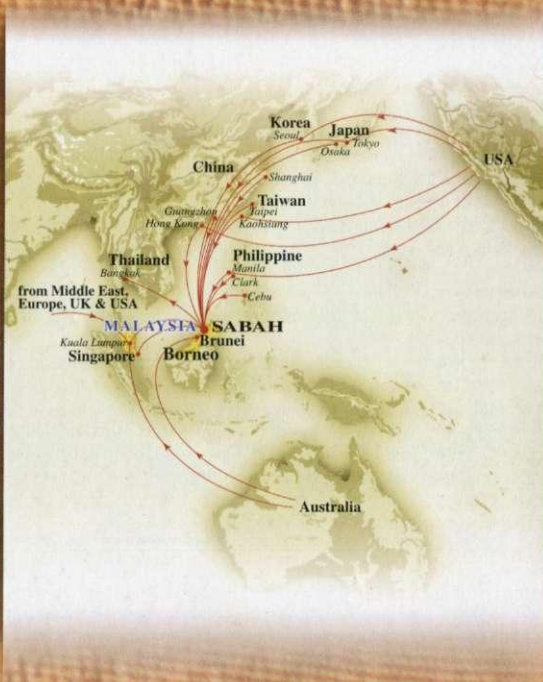 Korea
Seoul
Japan
Tokyo
Osaka
USA
China
Shanghai
Guangzhou
Hong Kong
Taiwan
Taipei
Kaohsiung
Thailand
Bangkok
Philippine
Manila
Clark
Cebu
from Middle East,
Europe, UK & USA
MALAYSIA
SABAH
Kuala Lumpur
Brunei
Singapore
Borneo
Australia